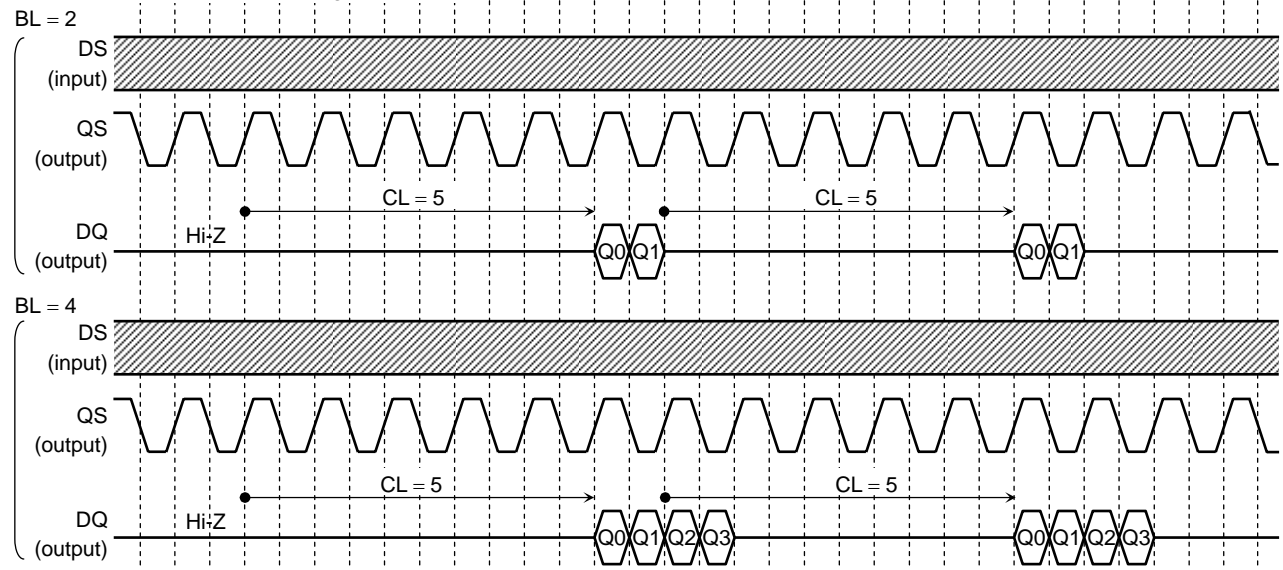 BL = 2
DS
(input)
QS
(output)
CL = 5
CL = 5
DQ
(output)
Hi-Z
Q0
Q1
Q0
Q1
BL = 4
DS
(input)
QS
(output)
CL = 5
CL = 5
DQ
(output)
Hi-Z
Q0
Q1
Q2
Q3
Q0
Q1
Q2
Q3